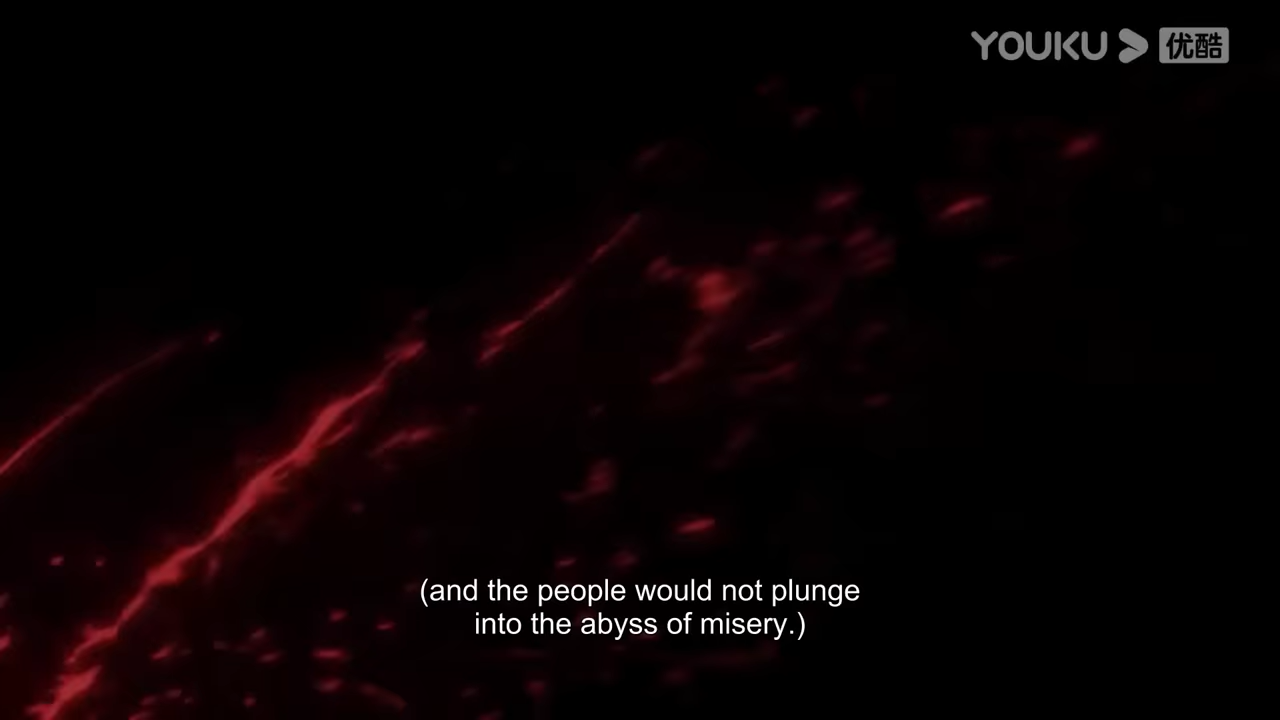 YOUKU 优酷
(and the people would not plunge
into the abyss of misery.)